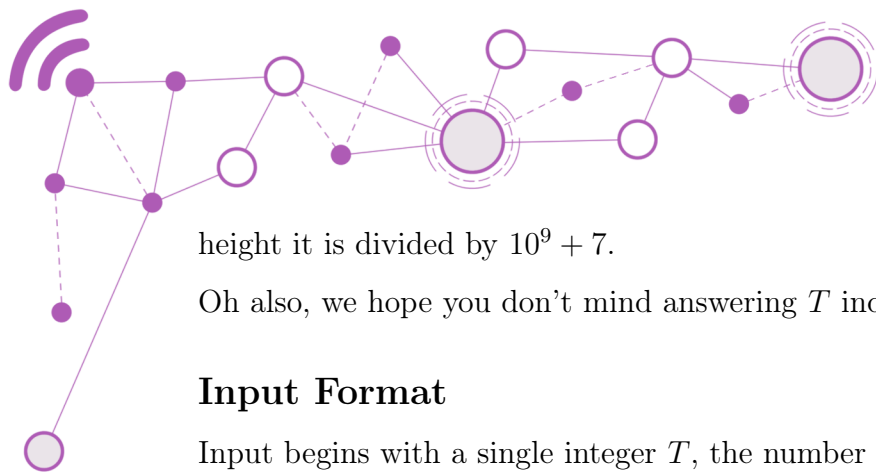 height it is divided by 10⁹ + 7.
Oh also, we hope you don't mind answering T
Input Format
Input begins with a single integer T, the number